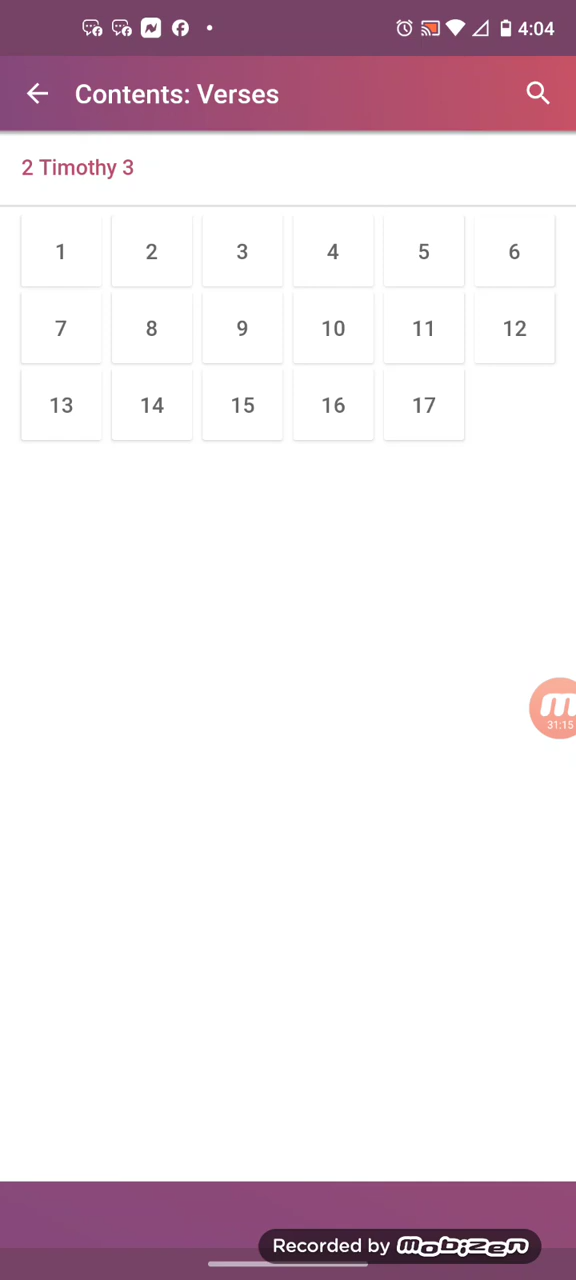 4:04
Contents: Verses
2 Timothy 3
1 2 3 4 5 6
7 8 9 10 11 12
13 14 15 16 17
31:15
Recorded by mobizen